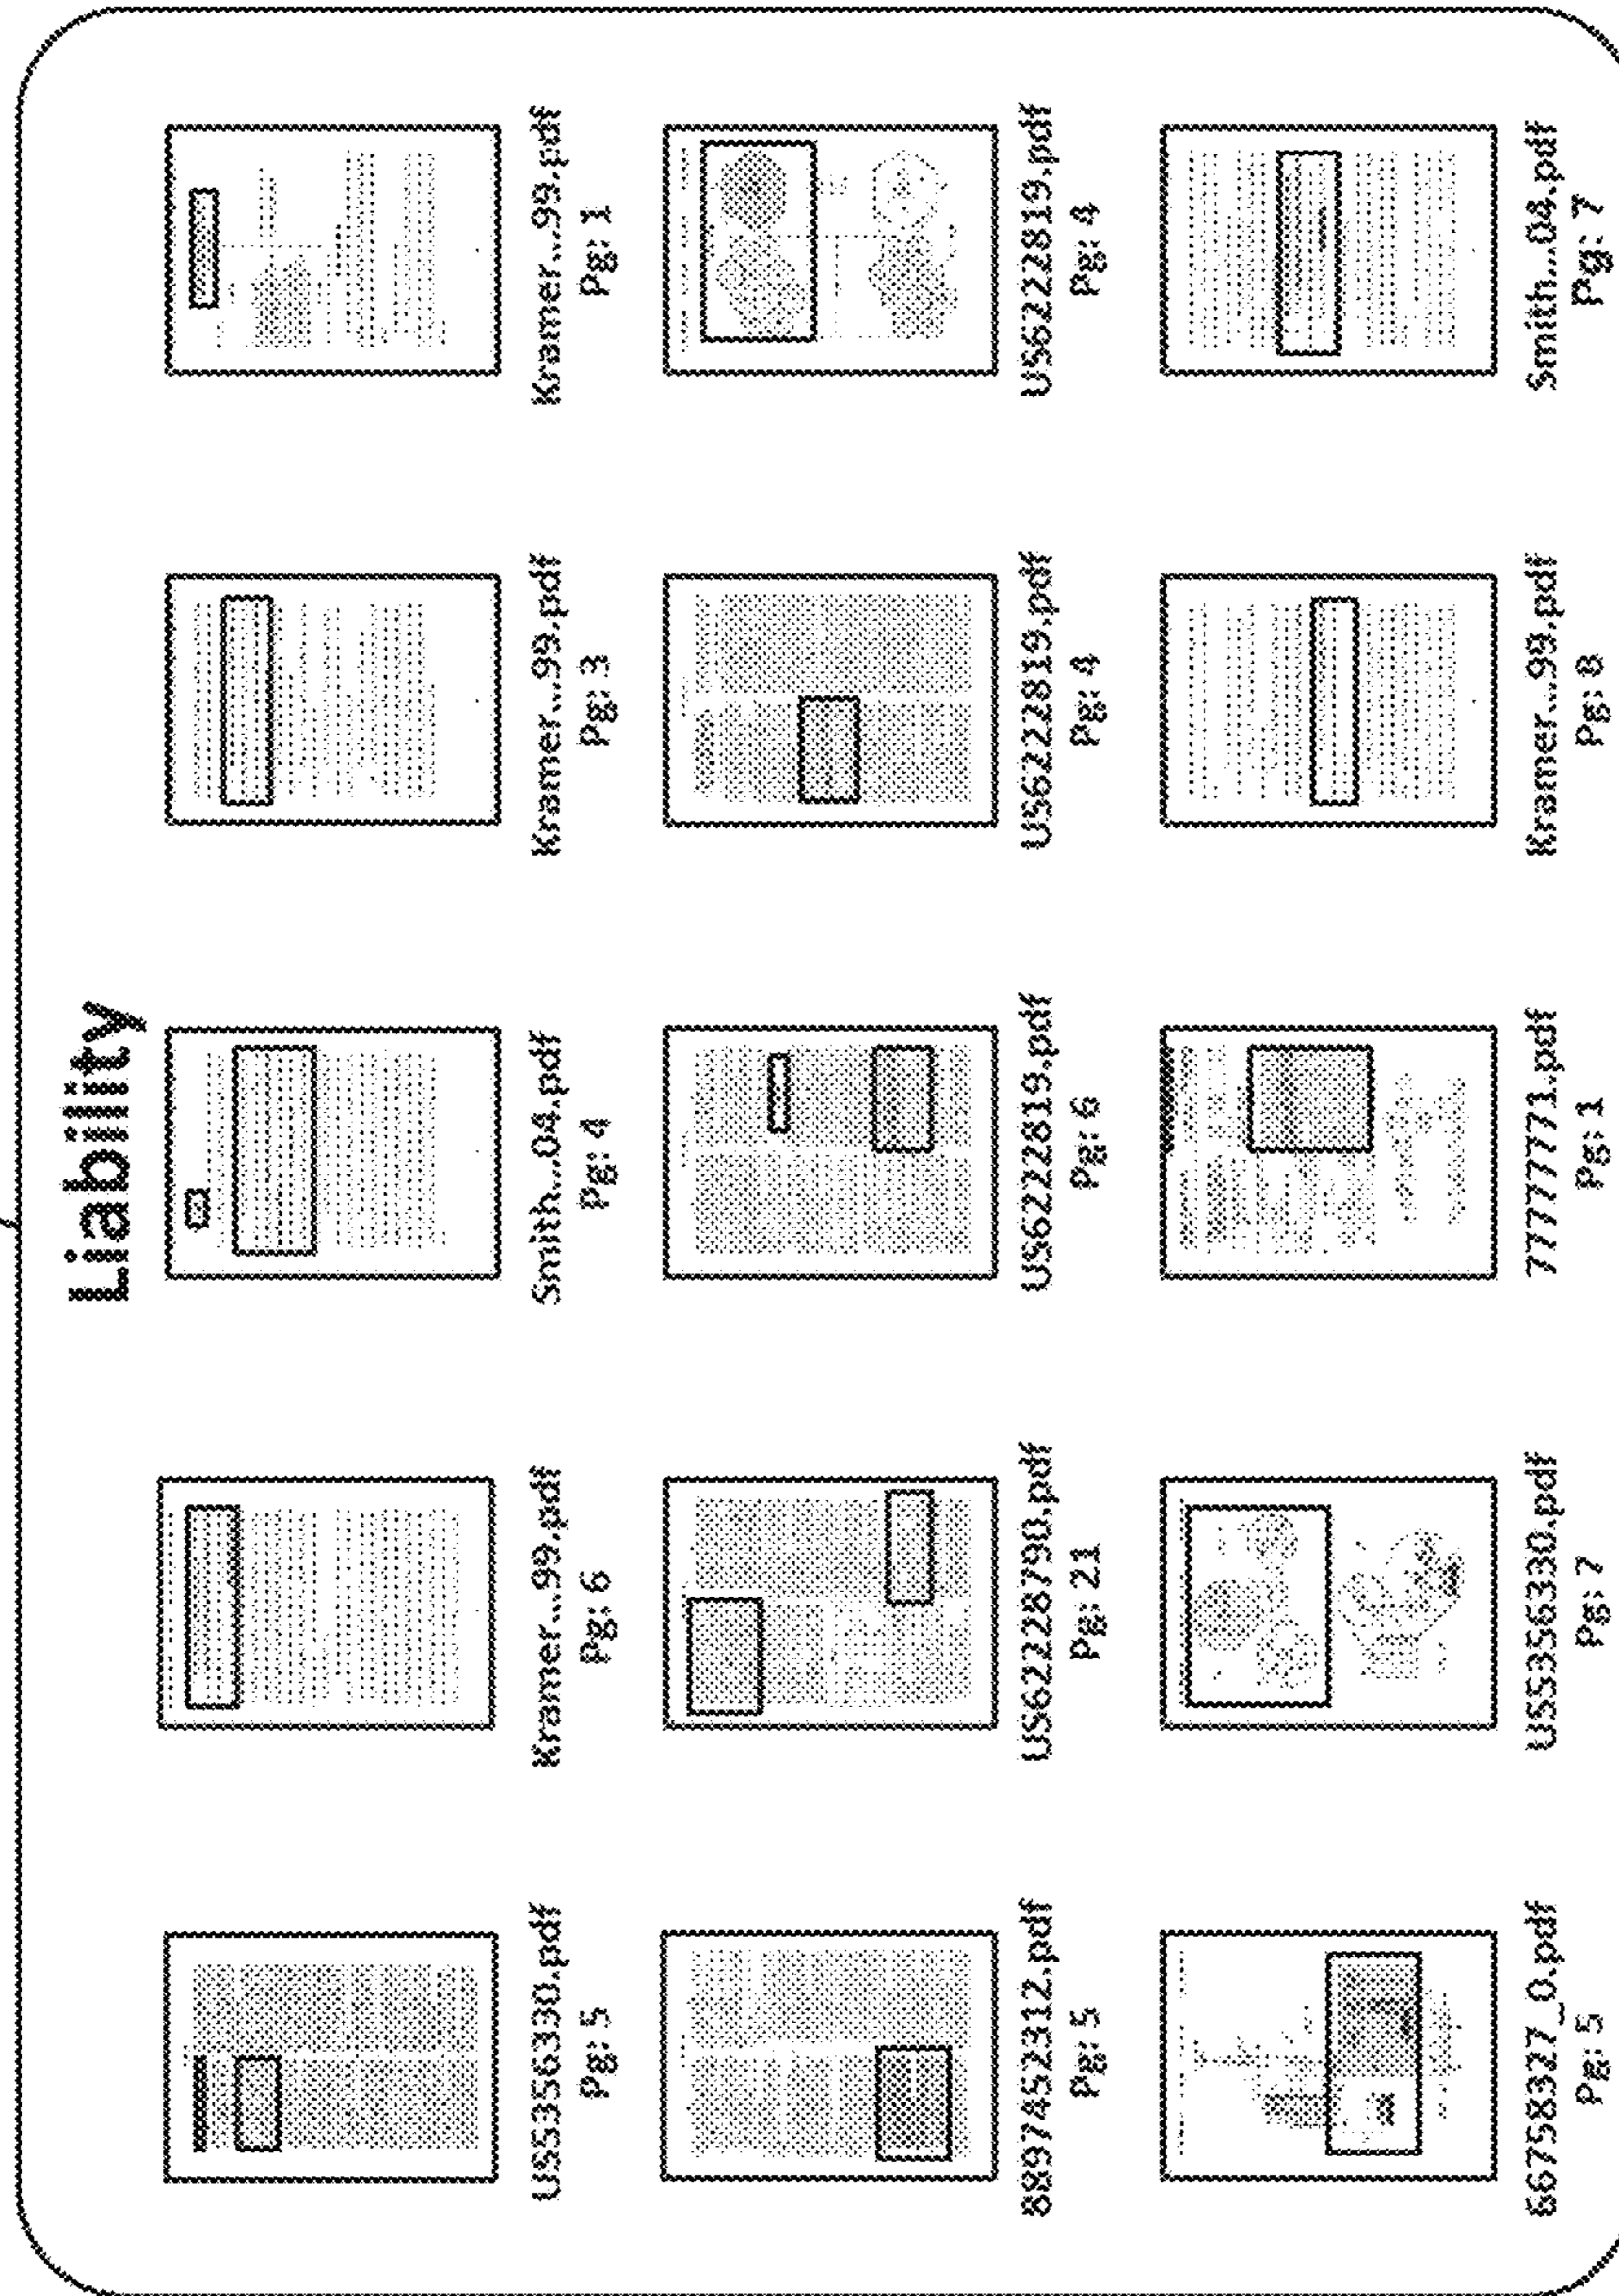 Liability
US5356330.pdf
Pg: 5
Kramer...99.pdf
Pg: 6
Smith...04.pdf
Pg: 4
Kramer...99.pdf
Pg: 3
Kramer...99.pdf
Pg: 1
8897452312.pdf
Pg: 5
US62228790.pdf
Pg: 21
US6222819.pdf
Pg: 6
US6222819.pdf
Pg: 4
US6222819.pdf
Pg: 4
66758327_0.pdf
Pg: 5
US5356330.pdf
Pg: 7
77777771.pdf
Pg: 1
Kramer...99.pdf
Pg: 8
Smith...04.pdf
Pg: 7